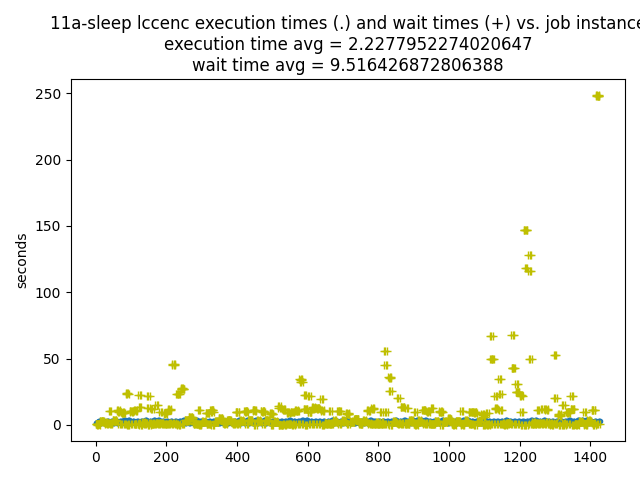 11a-sleep lccenc execution times (.) and wait times (+) vs. job instance
execution time avg = 2.2277952274020647
wait time avg = 9.516426872806388
250
200
150
100
50
0
seconds
0 200 400 600 800 1000 1200 1400